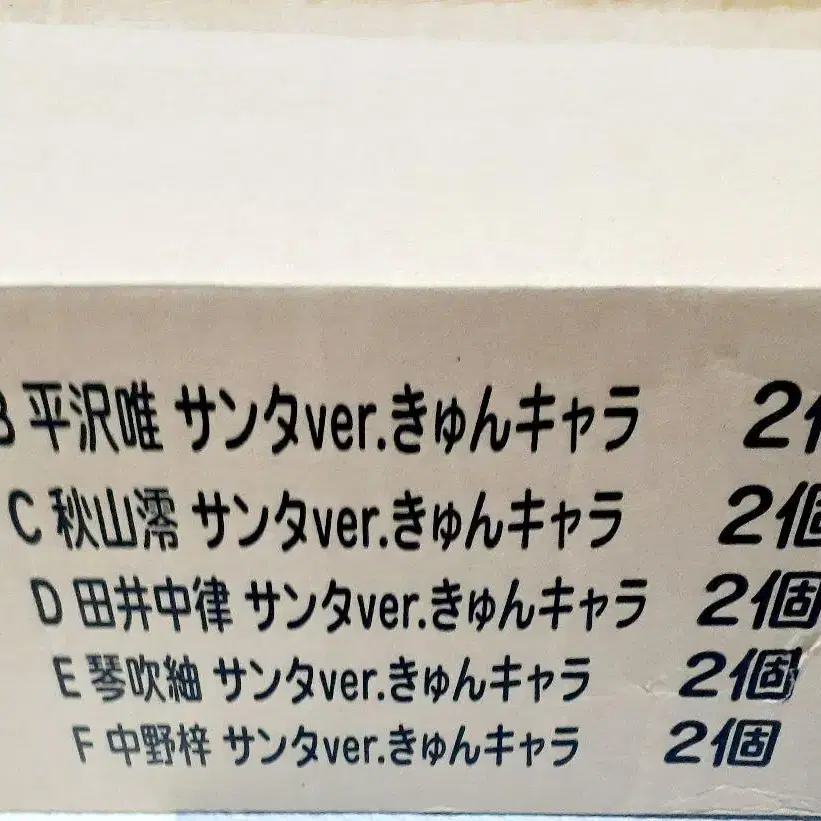 B 平沢唯 サンタver.きゅんキャラ 2個
C 秋山澪 サンタver.きゅんキャラ 2個
D 田井中律 サンタver.きゅんキャラ 2個
E 琴吹紬 サンタver.きゅんキャラ 2個
F 中野梓 サンタver.きゅんキャラ 2個